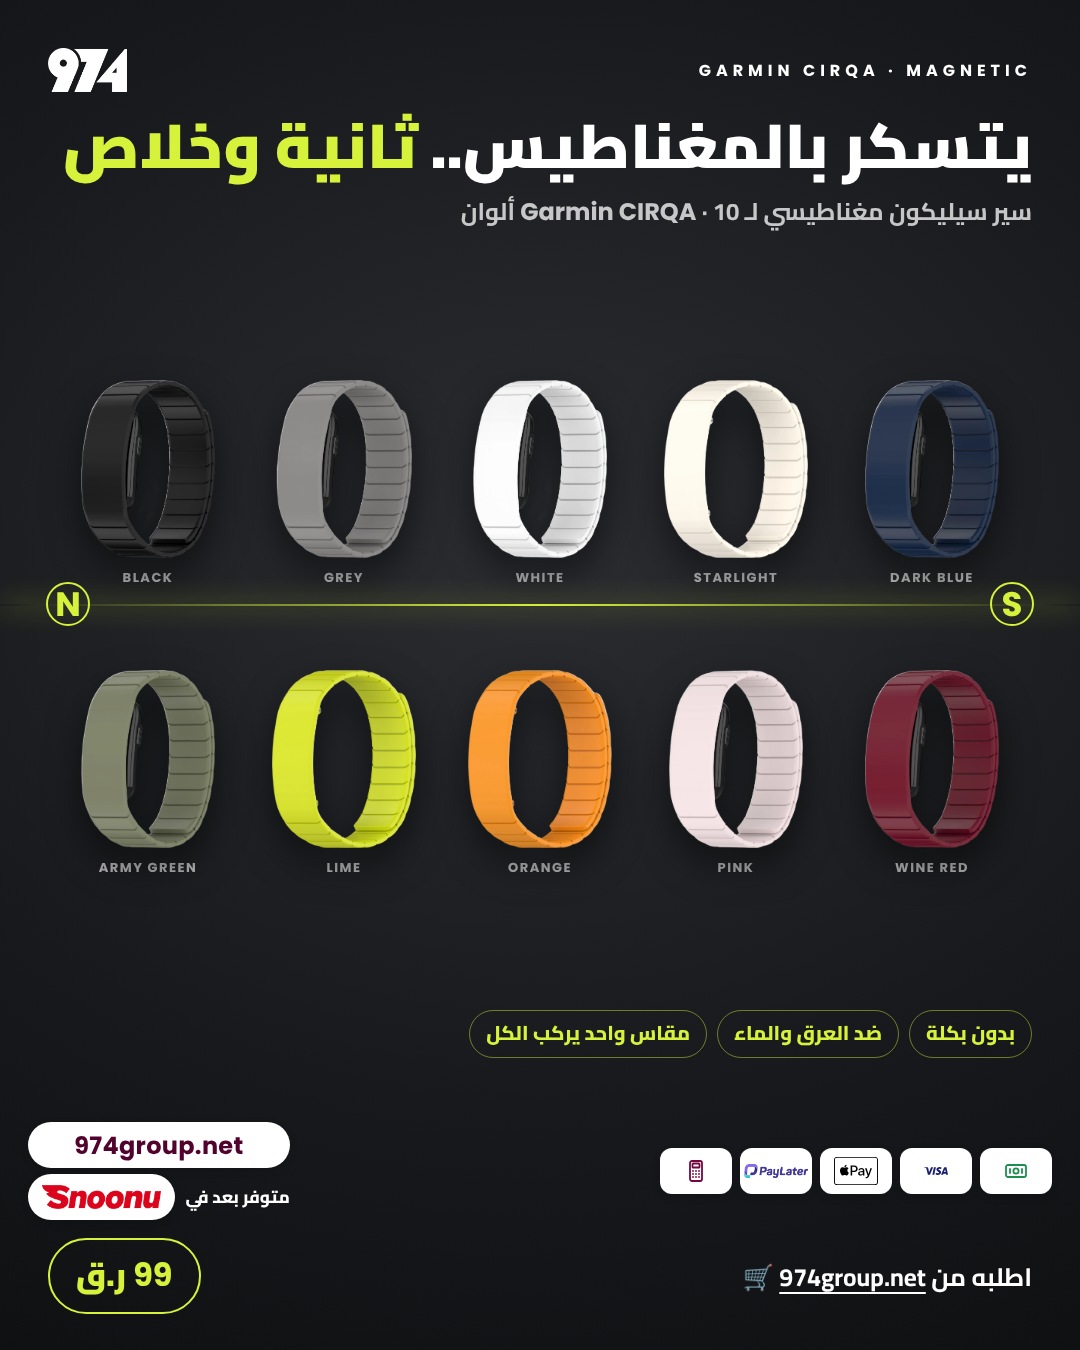 974
GARMIN CIRQA · MAGNETIC
يتسكر بالمغناطيس.. ثانية وخلاص
سير سيليكون مغناطيسي لـ Garmin CIRQA · 10 ألوان
BLACK
GREY
WHITE
STARLIGHT
DARK BLUE
N
S
ARMY GREEN
LIME
ORANGE
PINK
WINE RED
بدون بكلة
ضد العرق والماء
مقاس واحد يركب الكل
974group.net
متوفر بعد في Snoonu
PayLater
Pay
VISA
99 ر.ق
اطلبه من 974group.net 🛒